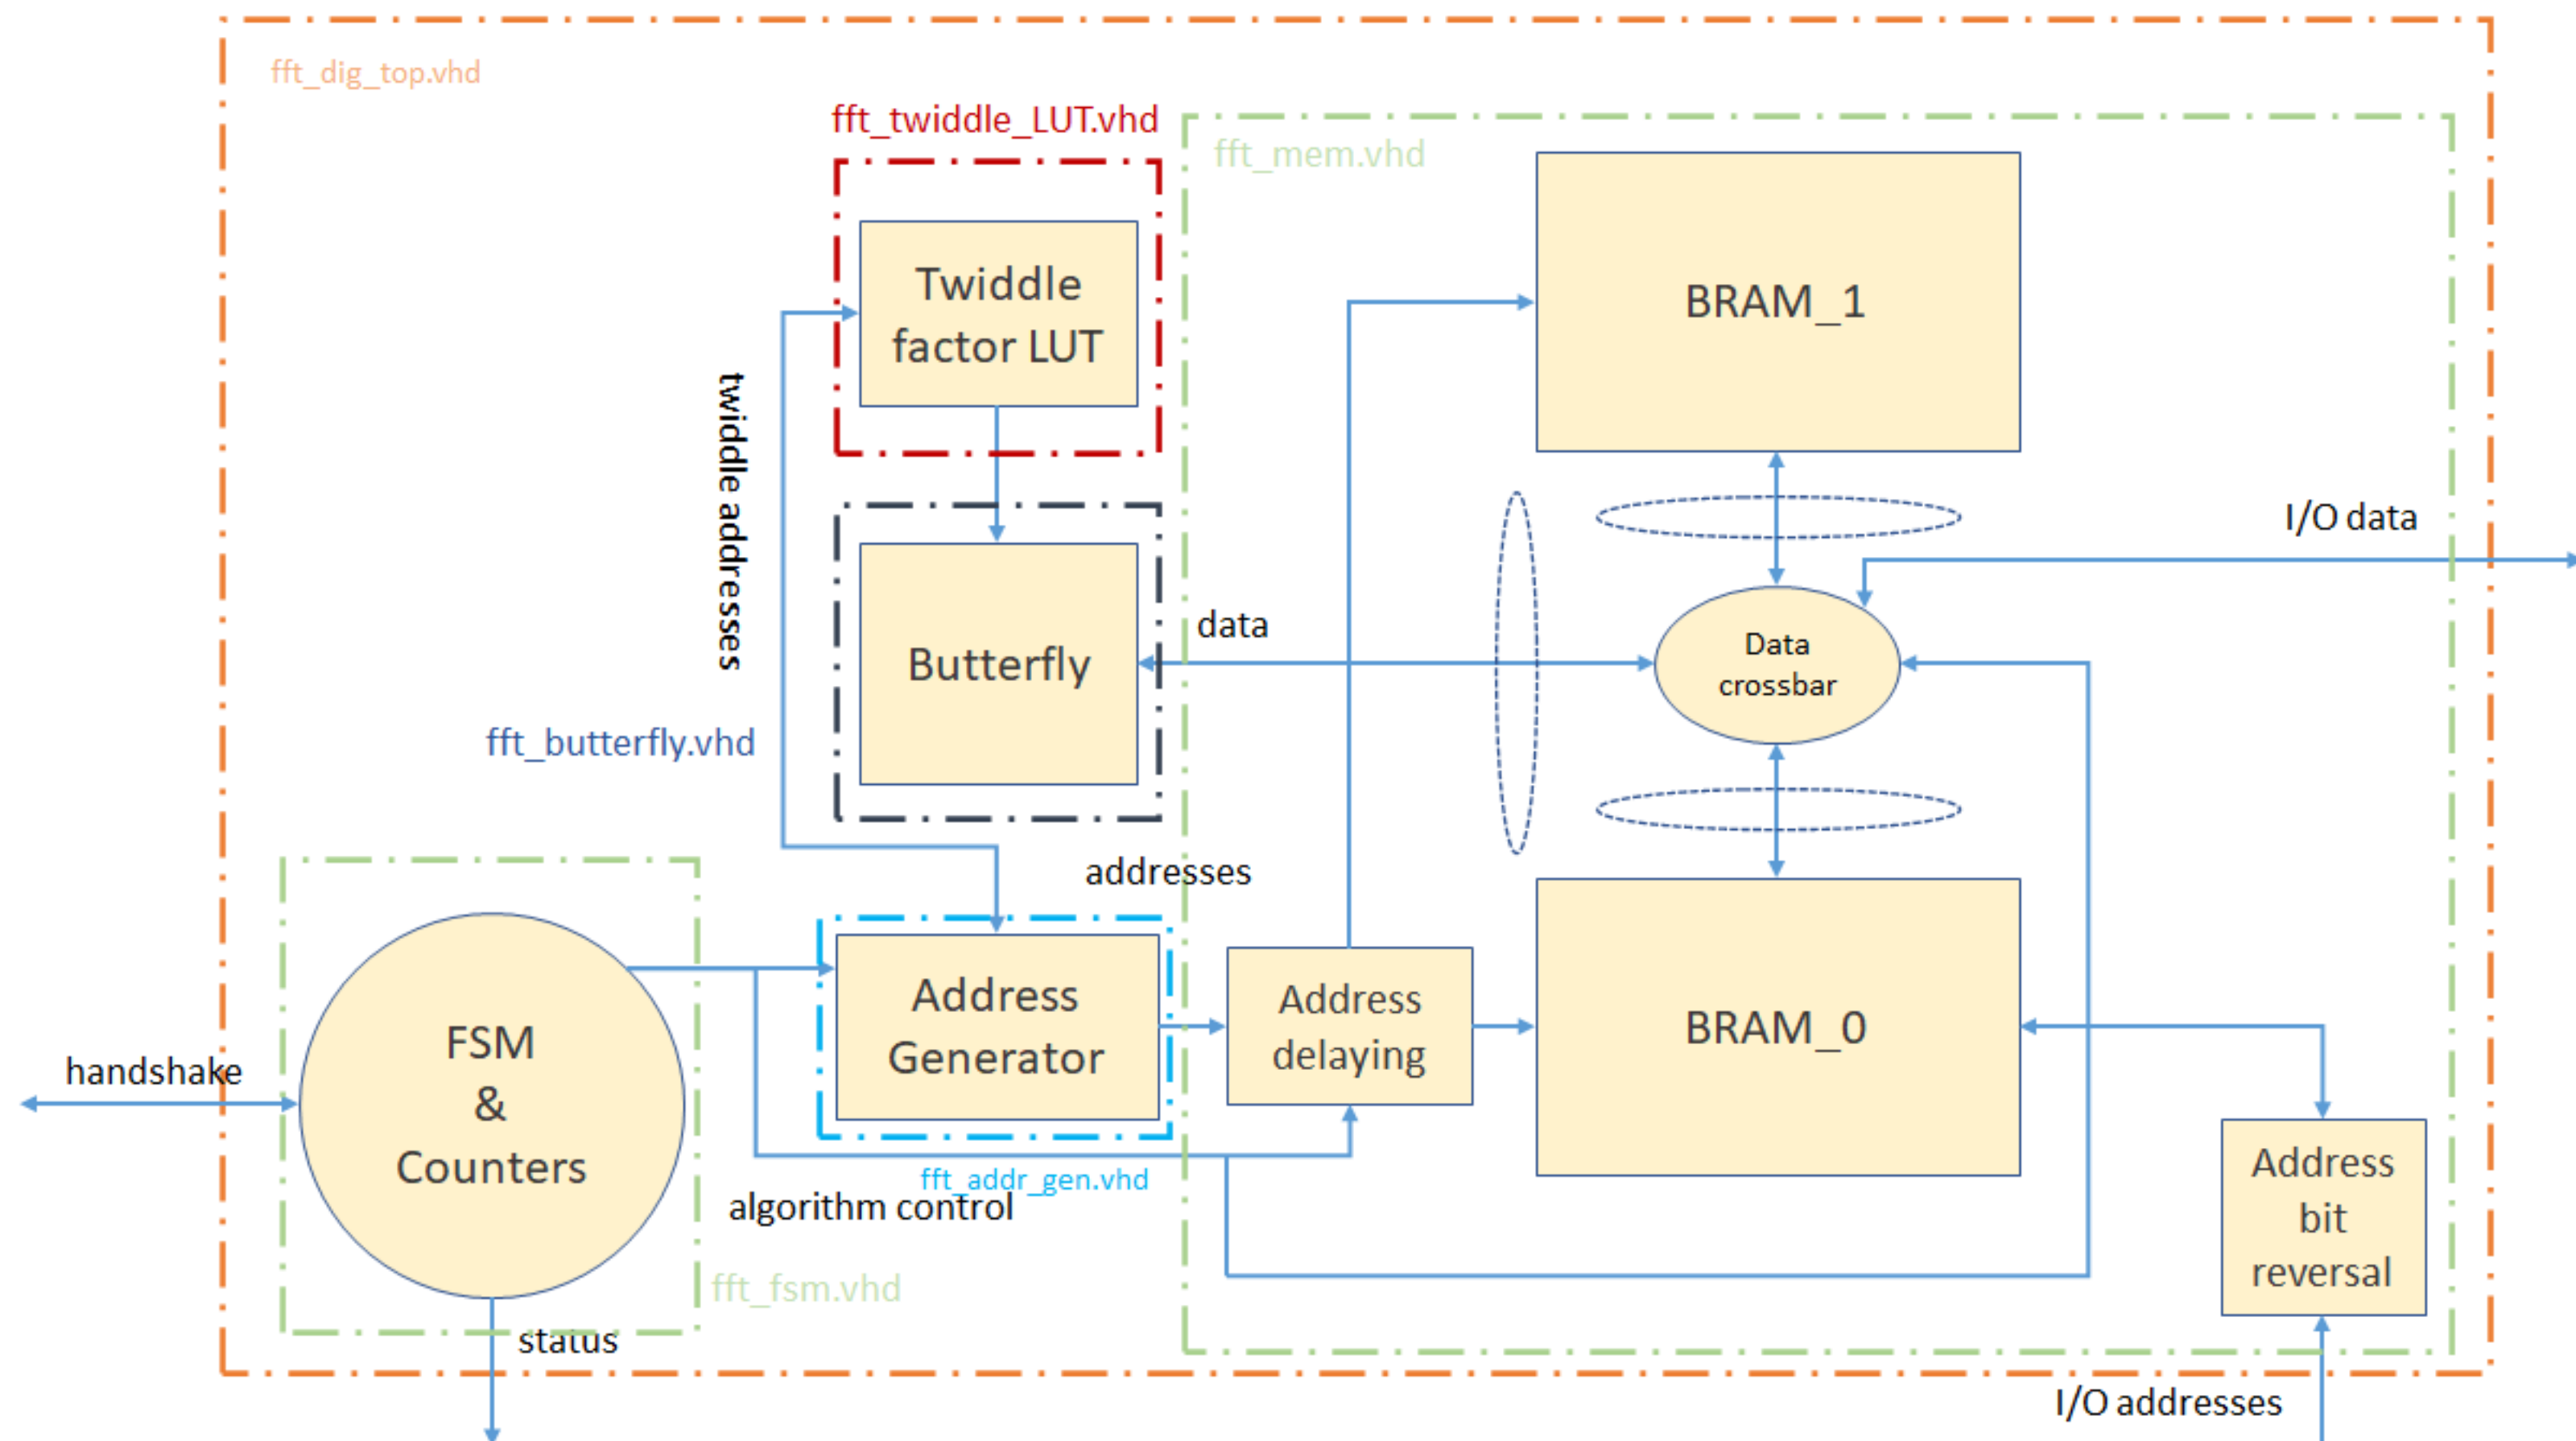 fft_dig_top.vhd
fft_twiddle_LUT.vhd
fft_mem.vhd
Twiddle
factor LUT
BRAM_1
twiddle addresses
I/O data
data
Data
crossbar
Butterfly
fft_butterfly.vhd
addresses
Address
Generator
Address
delaying
BRAM_0
FSM
&
Counters
handshake
fft_addr_gen.vhd
algorithm control
Address
bit
reversal
fft_fsm.vhd
status
I/O addresses